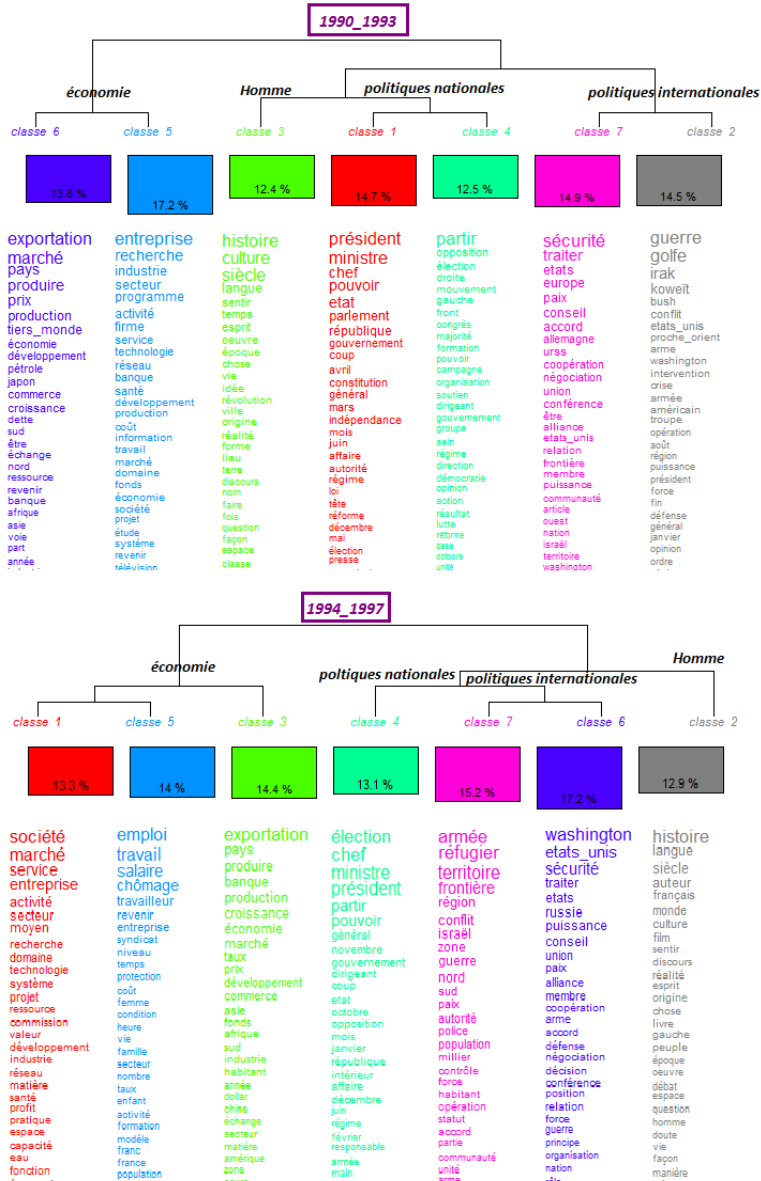 1990_1993
économie
Homme
politiques nationales
politiques internationales
classe 6
classe 5
classe 3
classe 1
classe 4
classe 7
classe 2
13.8 %
17.2 %
12.4 %
14.7 %
12.5 %
14.9 %
14.5 %
exportation
marché
pays
produire
prix
production
tiers_monde
économie
développement
pétrole
japon
commerce
croissance
dette
sud
être
échange
nord
ressource
revenir
banque
afrique
asie
voie
part
année
entreprise
recherche
industrie
secteur
programme
activité
firme
service
technologie
réseau
banque
santé
développement
production
coût
information
travail
marché
domaine
fonds
économie
société
projet
étude
système
revenir
télévision
histoire
culture
siècle
langue
sentir
temps
esprit
oeuvre
époque
chose
vie
idée
révolution
ville
origine
réalité
forme
lieu
terre
discours
nom
faire
fois
question
façon
espace
classe
président
ministre
chef
pouvoir
etat
parlement
république
gouvernement
coup
avril
constitution
général
mars
indépendance
mois
juin
affaire
autorité
régime
loi
tête
réforme
décembre
mai
élection
presse
partir
opposition
élection
droite
mouvement
gauche
front
congrés
majorité
formation
pouvoir
campagne
organisation
soutien
dirigeant
gouvernement
groupe
sein
régime
direction
démocratie
opinion
action
résultat
lutte
réforme
base
octobre
unité
sécurité
traiter
etats
europe
paix
conseil
accord
allemagne
urss
coopération
négociation
union
conférence
être
alliance
etats_unis
relation
frontière
membre
puissance
communauté
article
ouest
nation
israël
territoire
washington
guerre
golfe
irak
koweït
bush
conflit
etats_unis
proche_orient
arme
washington
intervention
crise
armée
américain
troupe
opération
août
région
puissance
président
force
fin
défense
général
janvier
opinion
ordre
1994_1997
économie
poltiques nationales
politiques internationales
Homme
classe 1
classe 5
classe 3
classe 4
classe 7
classe 6
classe 2
13.3 %
14 %
14.4 %
13.1 %
15.2 %
17.2 %
12.9 %
société
marché
service
entreprise
activité
secteur
moyen
recherche
domaine
technologie
système
projet
ressource
commission
valeur
développement
industrie
réseau
matière
santé
profit
pratique
espace
capacité
eau
fonction
emploi
travail
salaire
chômage
travailleur
revenir
entreprise
syndicat
niveau
temps
protection
coût
femme
condition
heure
vie
famille
secteur
nombre
taux
enfant
activité
formation
modèle
franc
france
population
exportation
pays
produire
banque
production
croissance
économie
marché
taux
prix
développement
commerce
asie
fonds
afrique
sud
industrie
habitant
année
dollar
chine
échange
secteur
matière
amérique
zone
élection
chef
ministre
président
partir
pouvoir
général
novembre
gouvernement
dirigeant
coup
etat
octobre
opposition
mois
janvier
république
intérieur
affaire
décembre
juin
régime
février
responsable
armée
main
armée
réfugier
territoire
frontière
région
conflit
israël
zone
guerre
nord
sud
paix
autorité
police
population
millier
contrôle
force
habitant
opération
statut
accord
partie
communauté
unité
arme
washington
etats_unis
sécurité
traiter
etats
russie
puissance
conseil
union
paix
alliance
membre
coopération
arme
accord
défense
négociation
décision
conférence
position
relation
force
guerre
principe
organisation
nation
histoire
langue
siècle
auteur
français
monde
culture
film
sentir
discours
réalité
esprit
origine
chose
livre
gauche
peuple
époque
oeuvre
débat
espace
question
homme
doute
vie
façon
manière